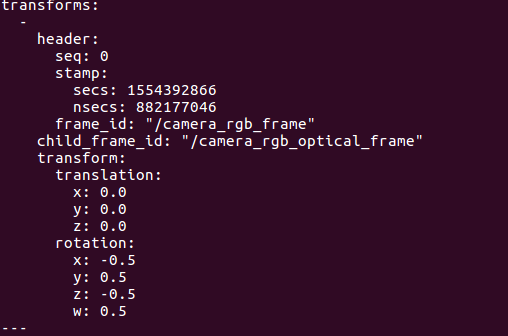 transforms:
  -
    header:
      seq: 0
      stamp:
        secs: 1554392866
        nsecs: 882177046
      frame_id: "/camera_rgb_frame"
    child_frame_id: "/camera_rgb_optical_frame"
    transform:
      translation:
        x: 0.0
        y: 0.0
        z: 0.0
      rotation:
        x: -0.5
        y: 0.5
        z: -0.5
        w: 0.5
---